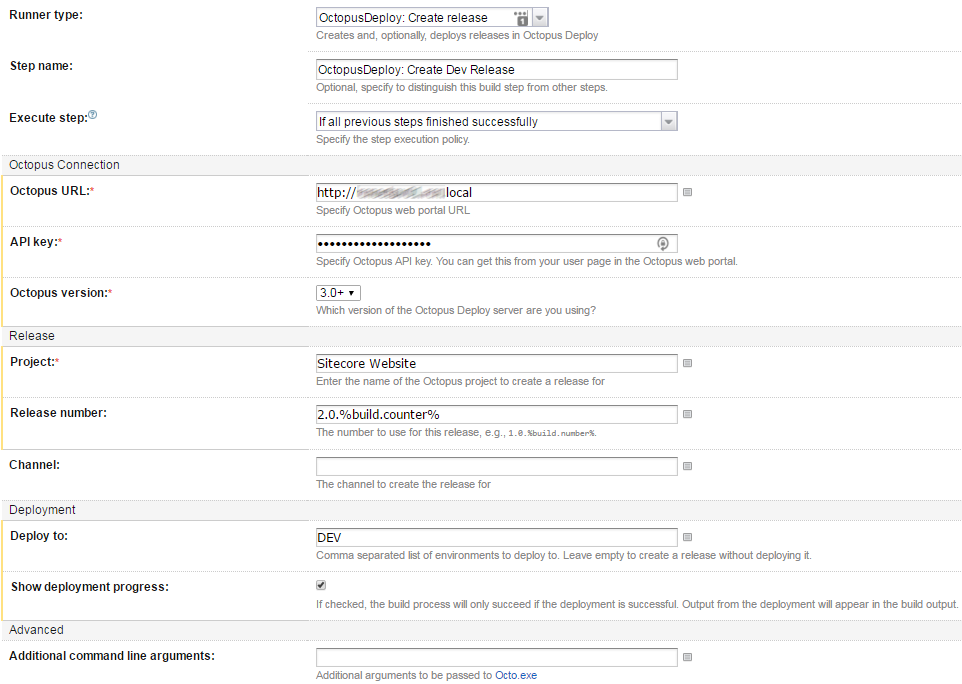 Runner type:
OctopusDeploy: Create release
Creates and, optionally, deploys releases in Octopus Deploy
Step name:
OctopusDeploy: Create Dev Release
Optional, specify to distinguish this build step from other steps.
Execute step:
If all previous steps finished successfully
Specify the step execution policy.
Octopus Connection
Octopus URL:*
http:// local
Specify Octopus web portal URL
API key:*
•••••••••••••••••••
Specify Octopus API key. You can get this from your user page in the Octopus web portal.
Octopus version:*
3.0+
Which version of the Octopus Deploy server are you using?
Release
Project:*
Sitecore Website
Enter the name of the Octopus project to create a release for
Release number:
2.0.%build.counter%
The number to use for this release, e.g., 1.0.%build.number%.
Channel:
The channel to create the release for
Deployment
Deploy to:
DEV
Comma separated list of environments to deploy to. Leave empty to create a release without deploying it.
Show deployment progress:
If checked, the build process will only succeed if the deployment is successful. Output from the deployment will appear in the build output.
Advanced
Additional command line arguments:
Additional arguments to be passed to Octo.exe